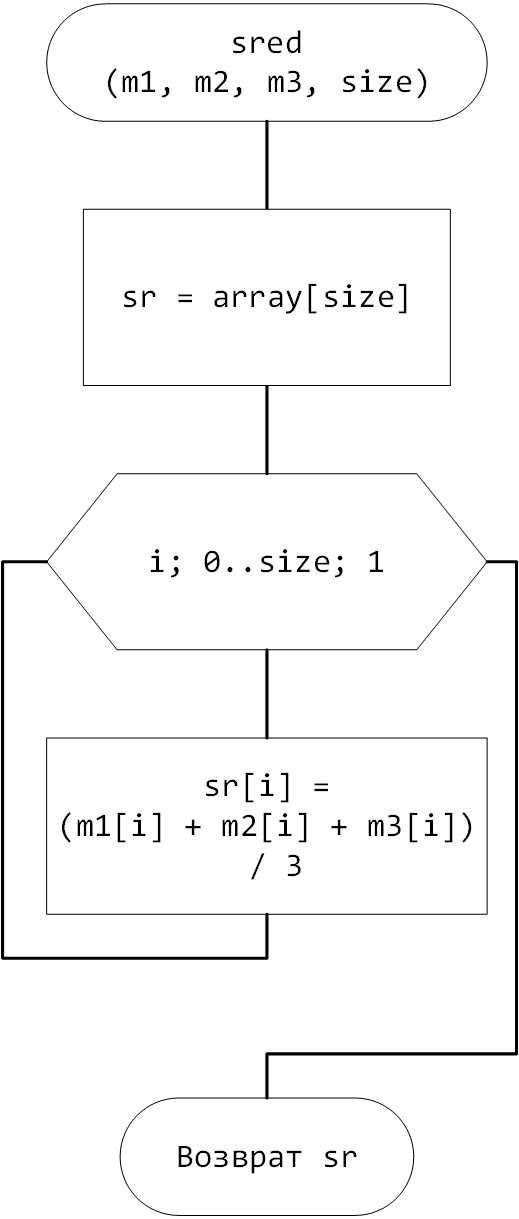 sred
(m1, m2, m3, size)
sr = array[size]
i; 0..size; 1
sr[i] =
(m1[i] + m2[i] + m3[i])
/ 3
Возврат sr